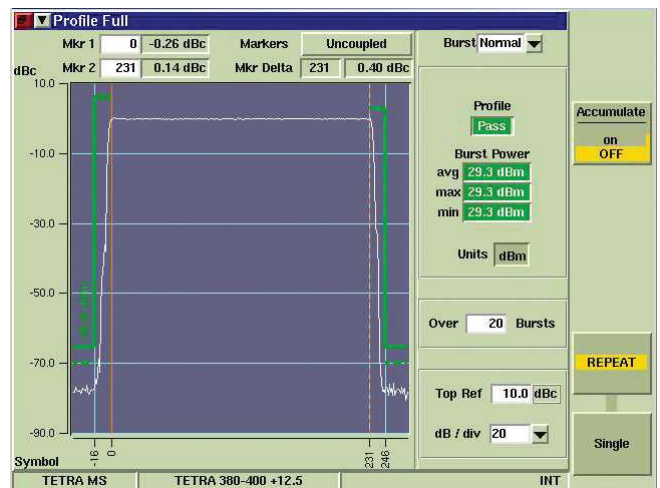 Profile Full
Mkr 1 0 -0.26 dBc Markers Uncoupled
Mkr 2 231 0.14 dBc Mkr Delta 231 0.40 dBc
Burst Normal
dBc
10.0
-10.0
-30.0
-50.0
-70.0
-90.0
Symbol
-16
0
231
246
Profile
Pass
Burst Power
avg 29.3 dBm
max 29.3 dBm
min 29.3 dBm
Units dBm
Over 20 Bursts
Top Ref 10.0 dBc
dB / div 20
Accumulate
on
OFF
REPEAT
Single
TETRA MS TETRA 380-400 +12.5 INT